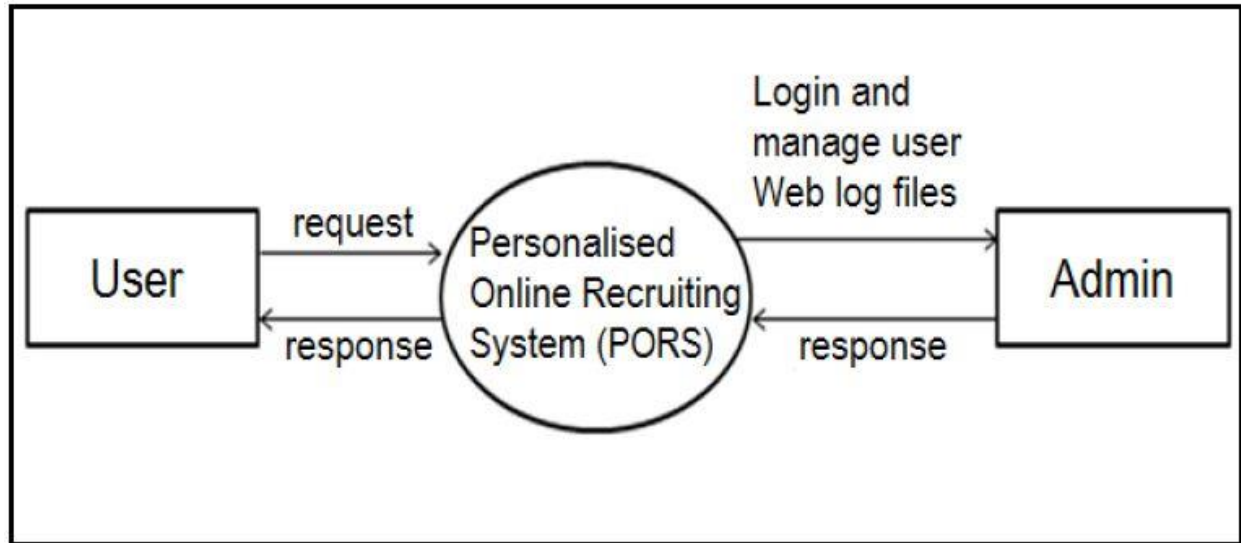 User
request
response
Personalised
Online Recruiting
System (PORS)
Login and
manage user
Web log files
response
Admin